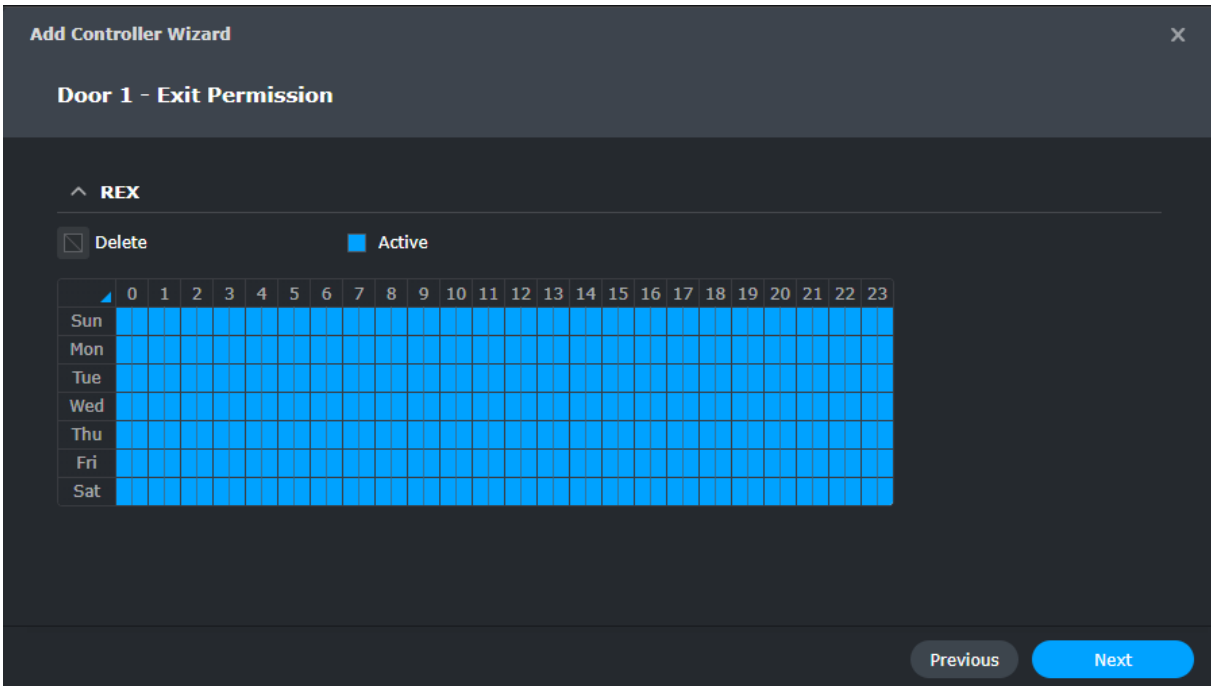 Add Controller Wizard
Door 1 - Exit Permission
REX
Delete Active
0 1 2 3 4 5 6 7 8 9 10 11 12 13 14 15 16 17 18 19 20 21 22 23
Sun
Mon
Tue
Wed
Thu
Fri
Sat
Previous Next